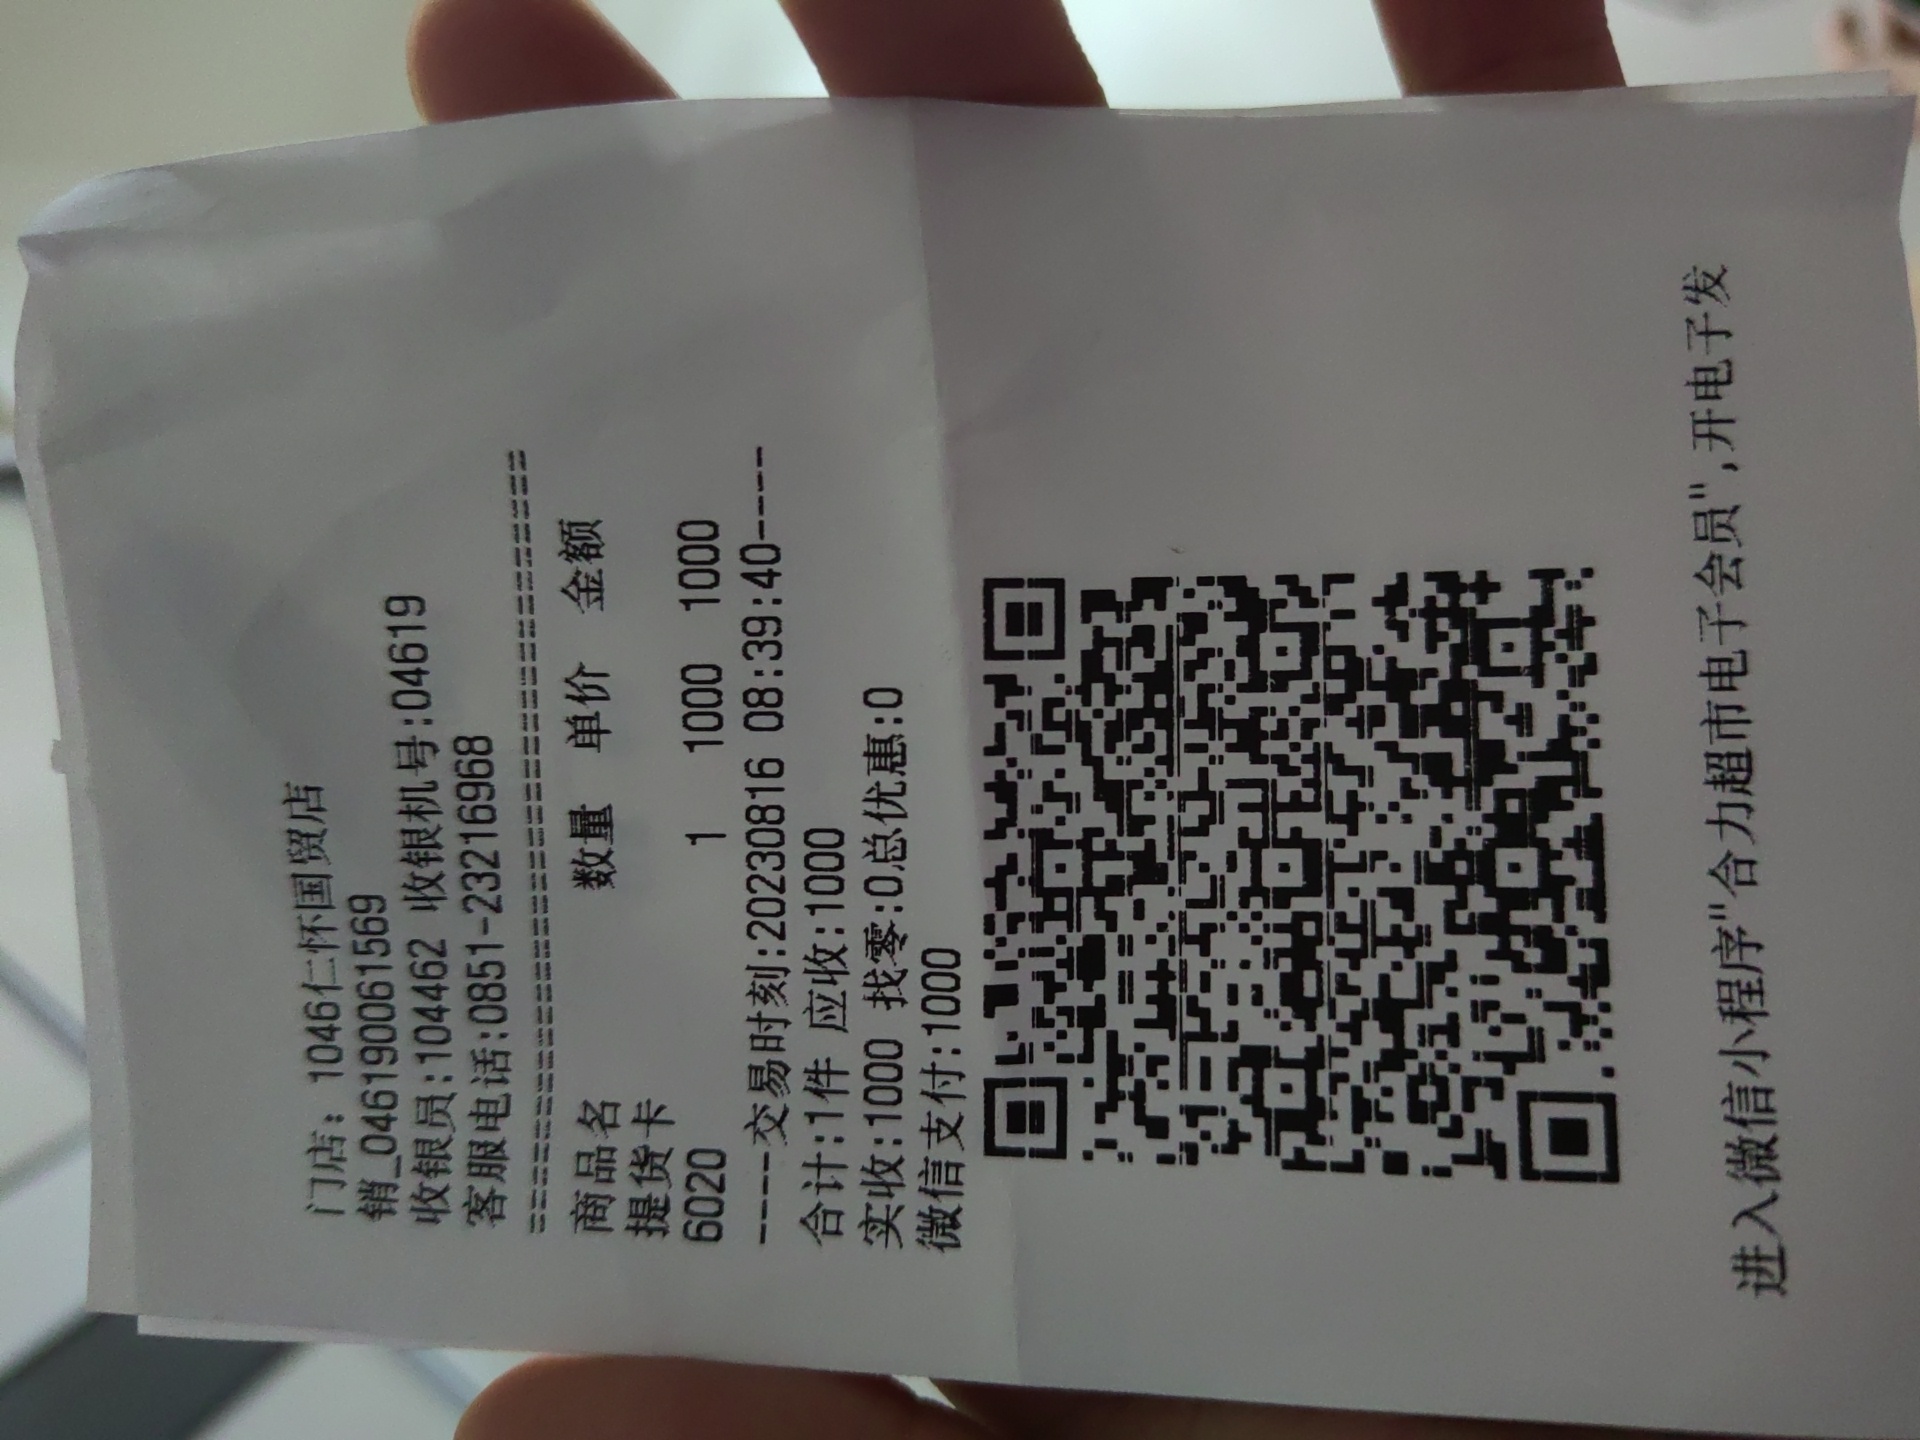 门店: 1046仁怀国贸店
销_046190061569
收银员:104462 收银机号:04619
客服电话:0851-23216968
================================
商品名 数量 单价 金额
提货卡
6020 1 1000 1000
----交易时刻:20230816 08:39:40----
合计:1件 应收:1000
实收:1000 找零:0总优惠:0
微信支付:1000
进入微信小程序"合力超市电子会员",开电子发